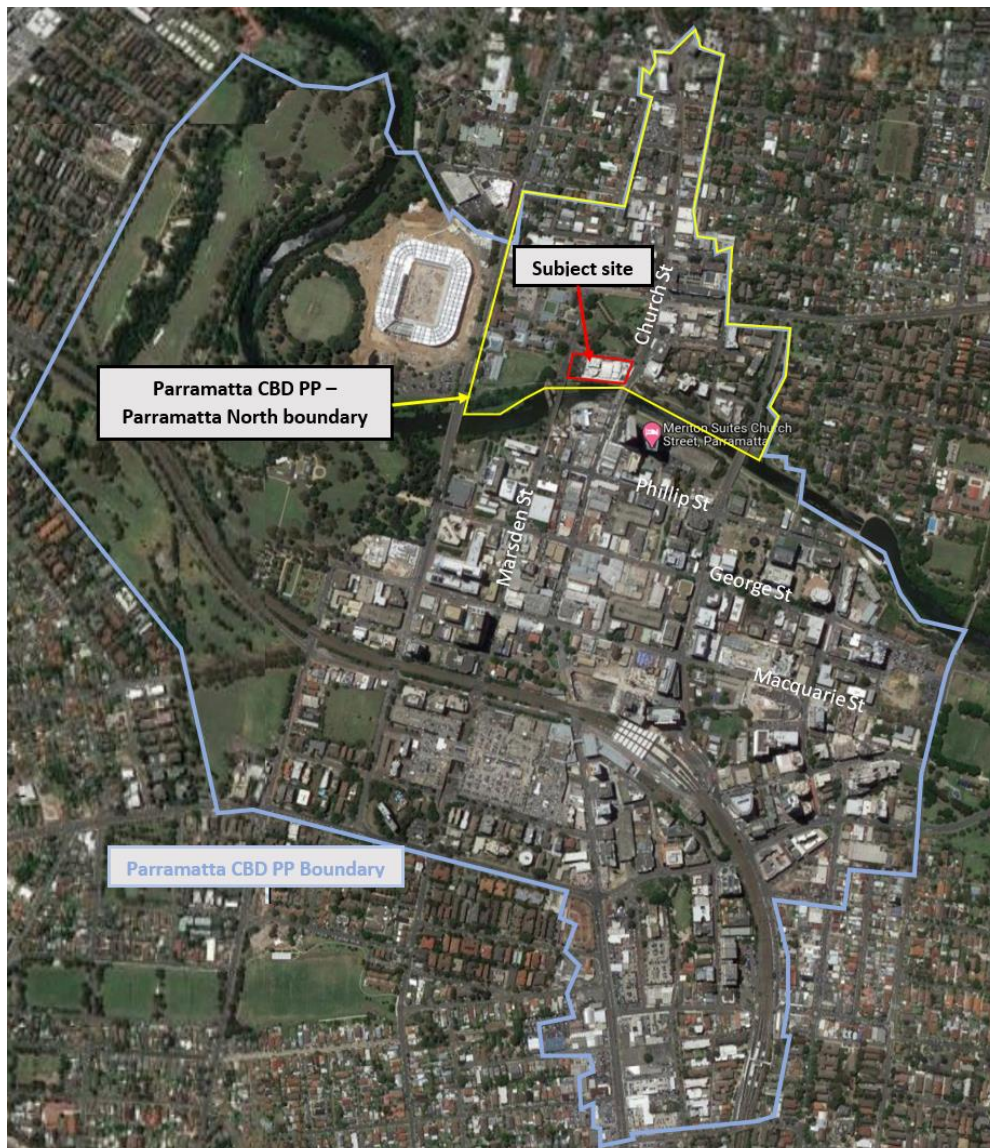 Subject site
Church St
Parramatta CBD PP –
Parramatta North boundary
Meriton Suites Church
Street, Parramatta
Phillip St
Marsden St
George St
Macquarie St
Parramatta CBD PP Boundary